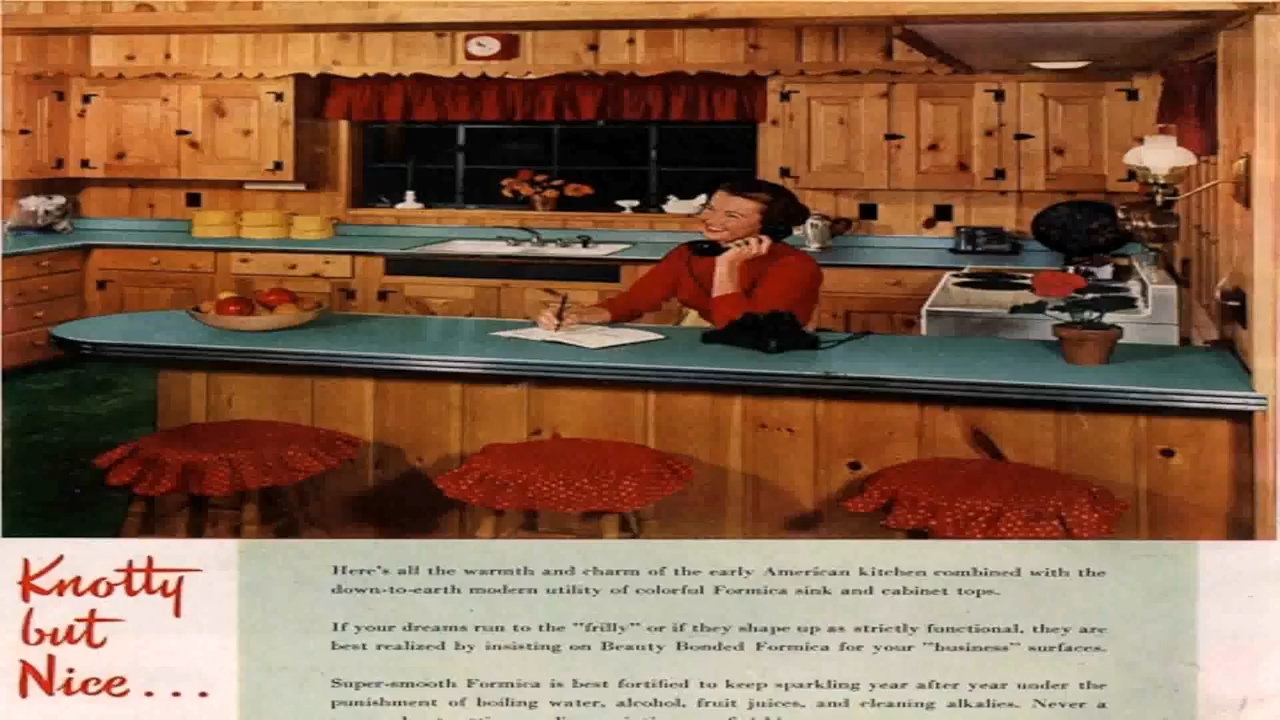 Knotty
but
Nice...
Here's all the warmth and charm of the early American kitchen combined with the
down-to-earth modern utility of colorful Formica sink and cabinet tops.
If your dreams run to the "frilly" or if they shape up as strictly functional, they are
best realized by insisting on Beauty Bonded Formica for your "business" surfaces.
Super-smooth Formica is best fortified to keep sparkling year after year under the
punishment of boiling water, alcohol, fruit juices, and cleaning alkalies. Never a